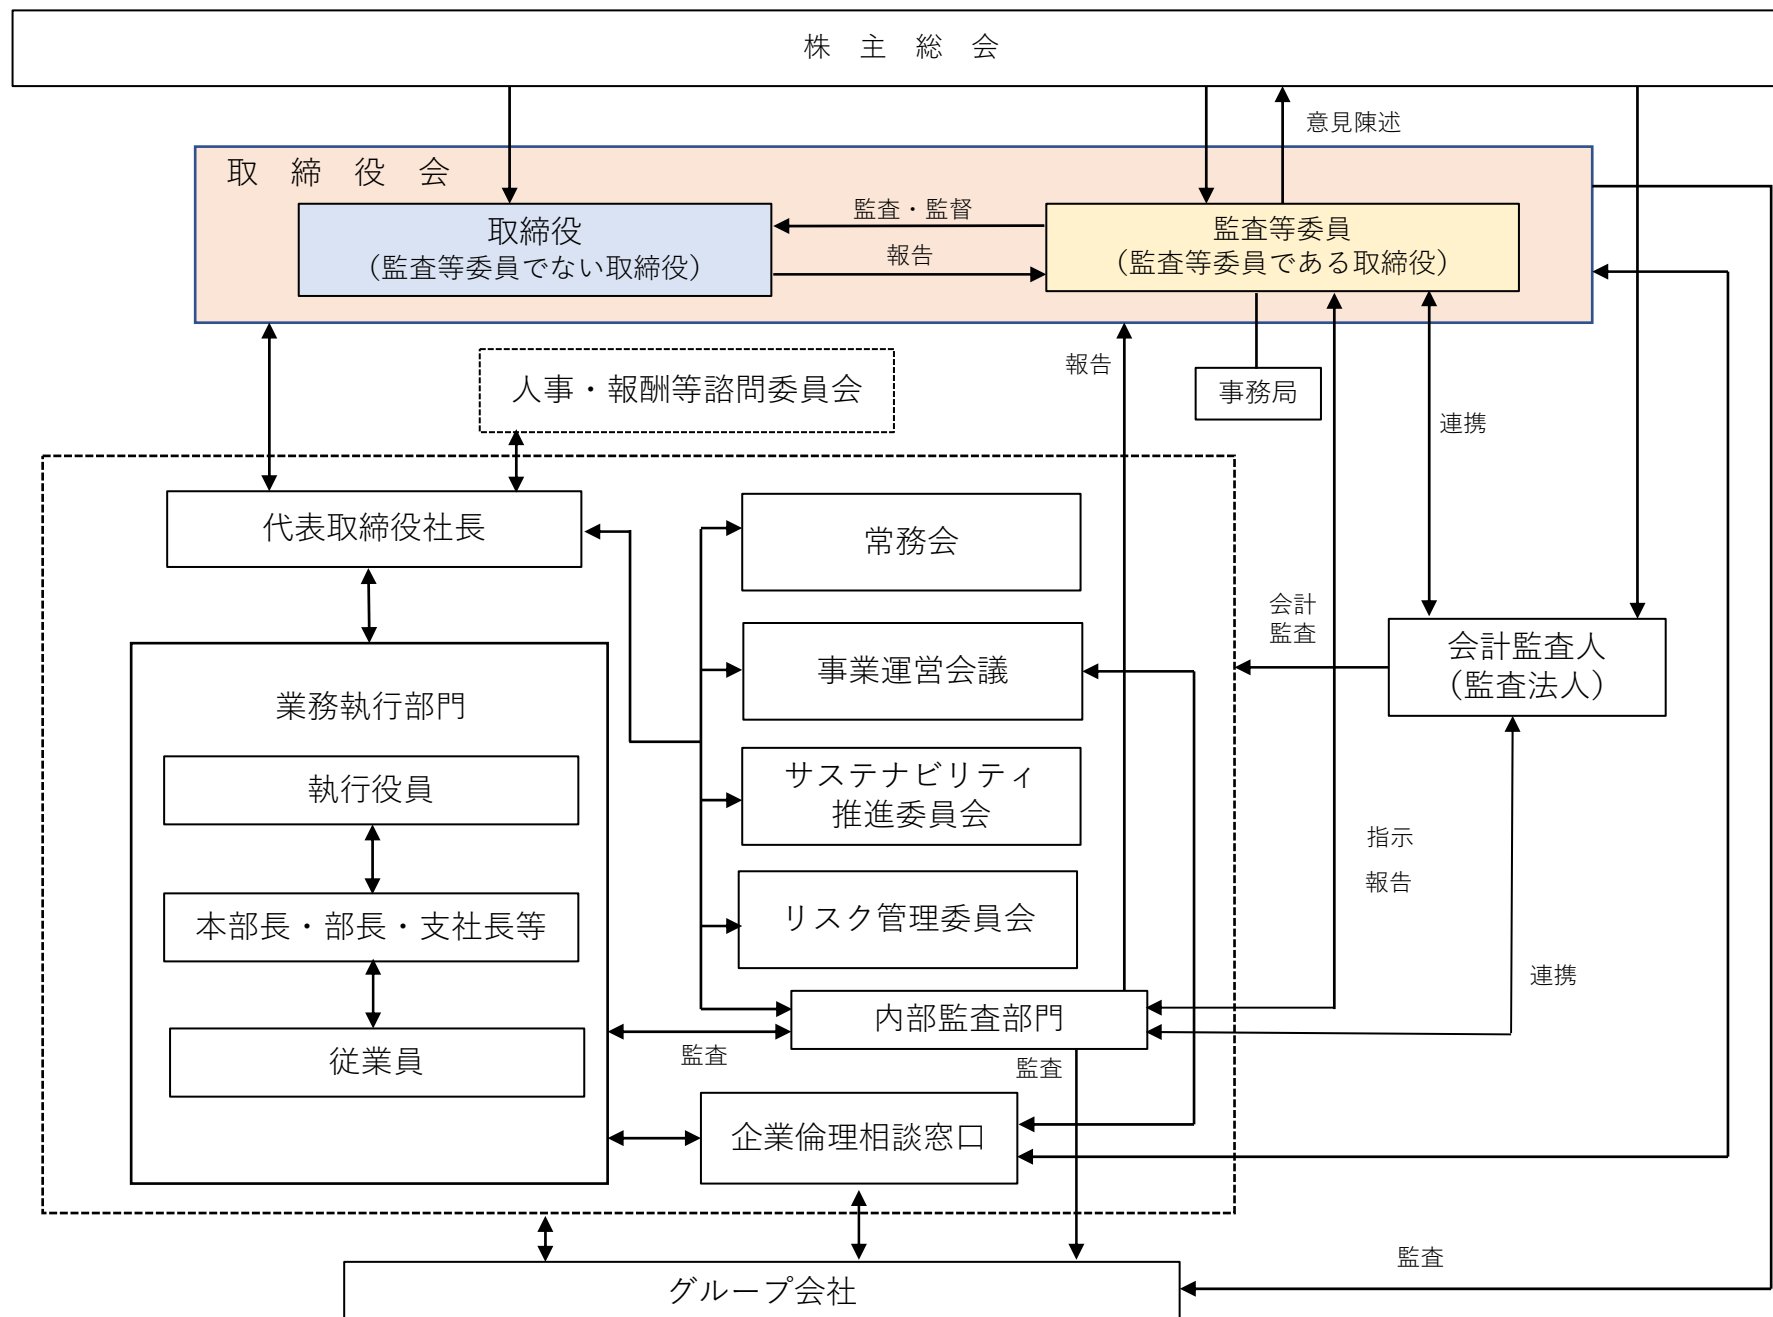 株　主　総　会
意見陳述
取　締　役　会
取締役
（監査等委員でない取締役）
監査・監督
報告
監査等委員
（監査等委員である取締役）
報告
事務局
連携
人事・報酬等諮問委員会
代表取締役社長
常務会
会計
監査
会計監査人
（監査法人）
事業運営会議
業務執行部門
執行役員
サステナビリティ
推進委員会
指示
報告
本部長・部長・支社長等
リスク管理委員会
連携
内部監査部門
従業員
監査
監査
企業倫理相談窓口
監査
グループ会社